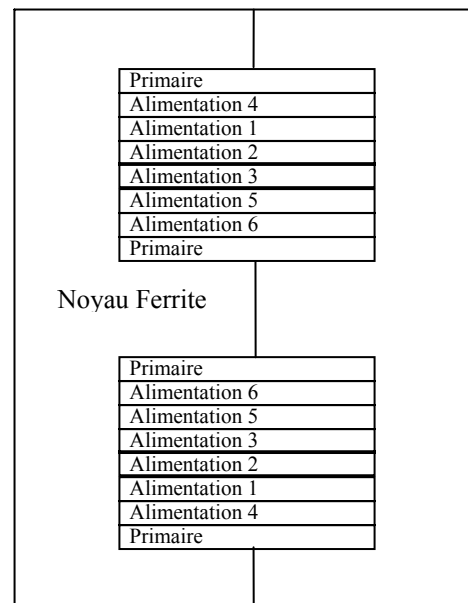 Primaire
Alimentation 4
Alimentation 1
Alimentation 2
Alimentation 3
Alimentation 5
Alimentation 6
Primaire
Noyau Ferrite
Primaire
Alimentation 6
Alimentation 5
Alimentation 3
Alimentation 2
Alimentation 1
Alimentation 4
Primaire